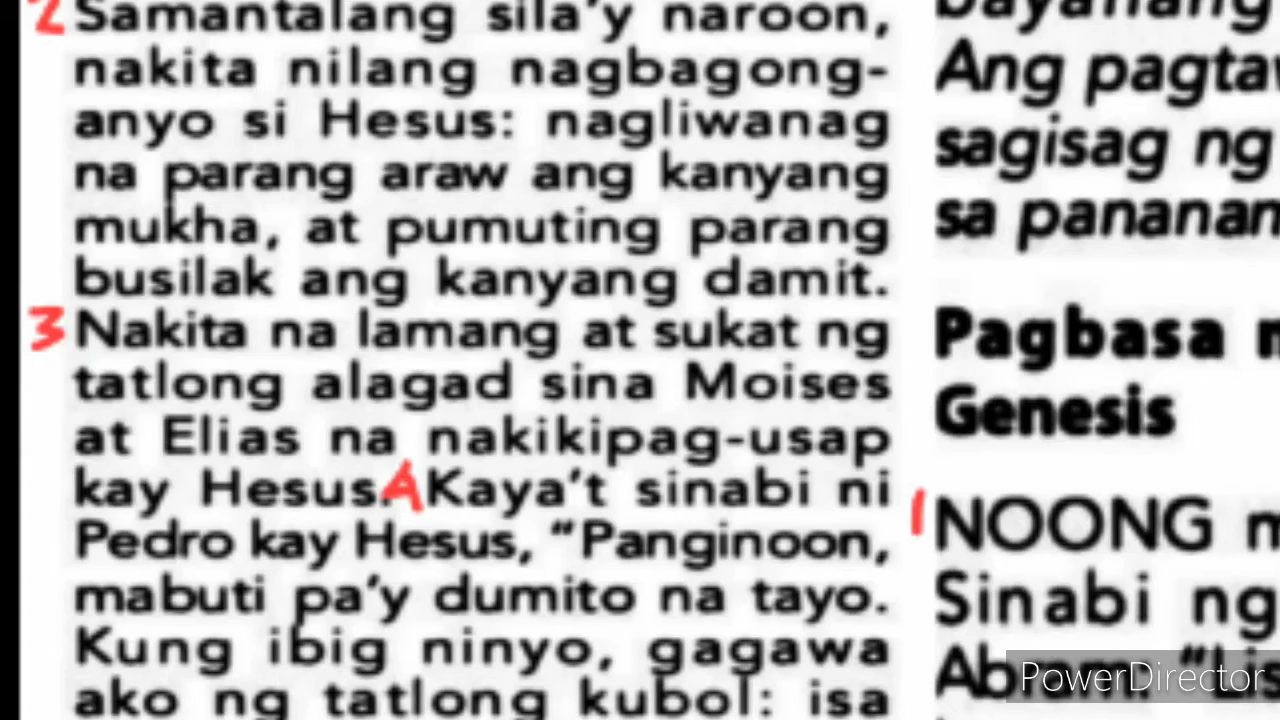 2 Samantalang sila'y naroon,
nakita nilang nagbagong-
anyo si Hesus: nagliwanag
na parang araw ang kanyang
mukha, at pumuting parang
busilak ang kanyang damit.
3 Nakita na lamang at sukat ng
tatlong alagad sina Moises
at Elias na nakikipag-usap
kay Hesus. A Kaya't sinabi ni
Pedro kay Hesus, “Panginoon,
mabuti pa'y dumito na tayo.
Kung ibig ninyo, gagawa
ako ng tatlong kubol: isa
Ang
sagisag ng
sa
Pagbasa
Genesis
1 NOONG
Sinabi ng
Abram: 
PowerDirector